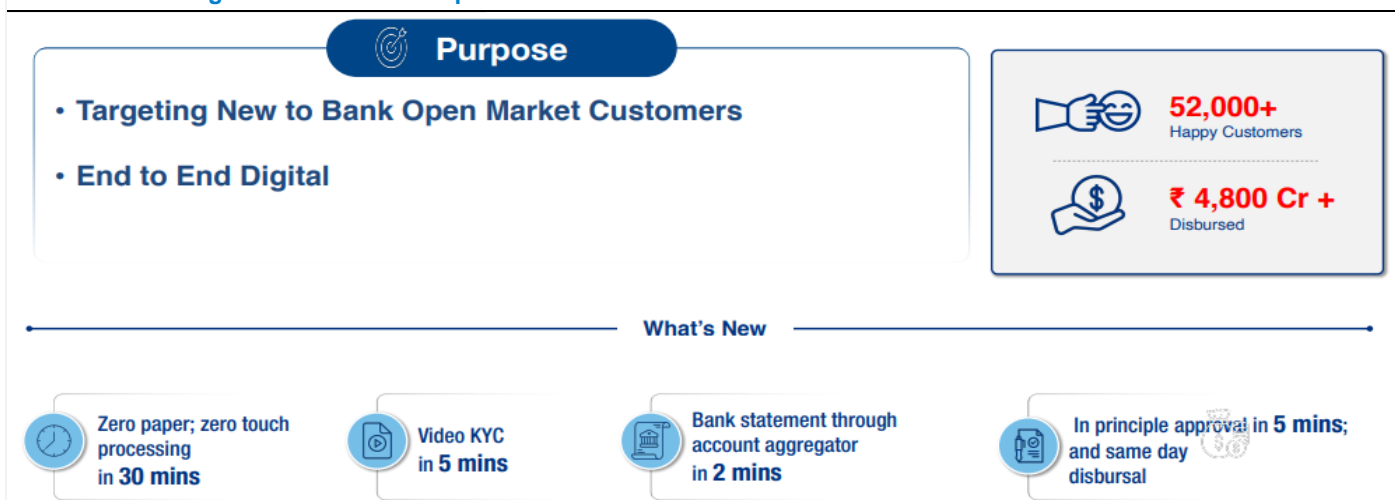 Purpose
• Targeting New to Bank Open Market Customers
• End to End Digital
52,000+
Happy Customers
₹ 4,800 Cr +
Disbursed
What's New
Zero paper; zero touch
processing
in 30 mins
Video KYC
in 5 mins
Bank statement through
account aggregator
in 2 mins
In principle approval in 5 mins;
and same day
disbursal